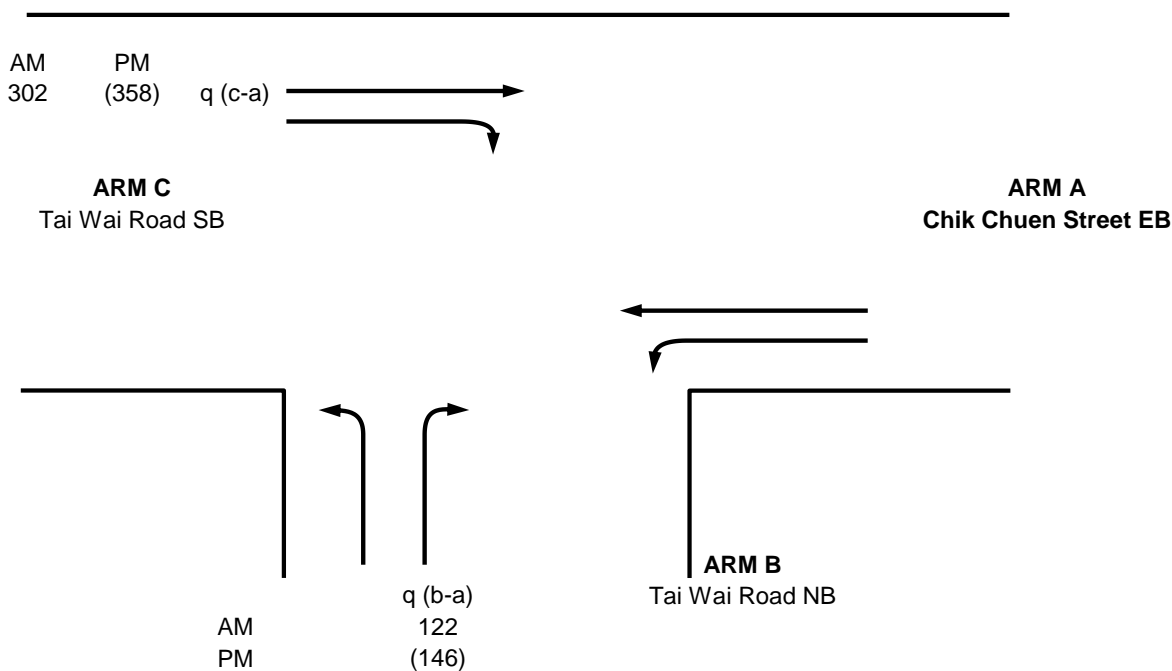 AM PM
302 (358) q (c-a)
ARM C
Tai Wai Road SB
ARM A
Chik Chuen Street EB
ARM B
Tai Wai Road NB
q (b-a)
AM 122
PM (146)